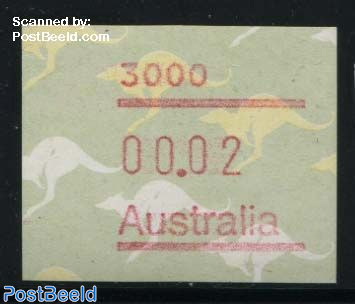 Scanned by:
PostBeeld.com
3000
00.02
Australia
PostBeeld